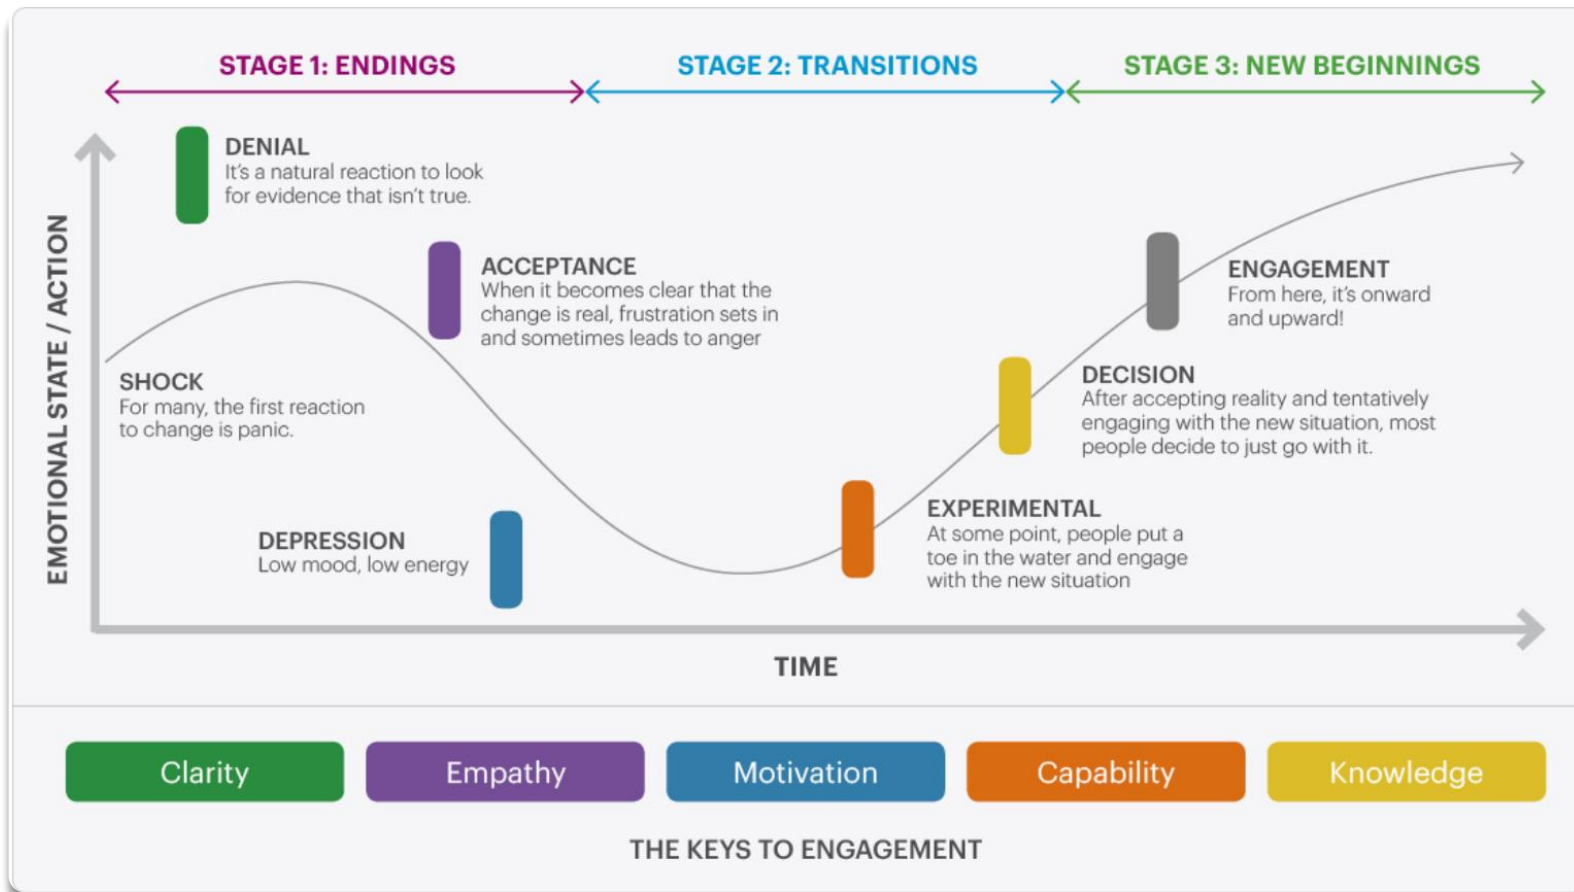 STAGE 1: ENDINGS
STAGE 2: TRANSITIONS
STAGE 3: NEW BEGINNINGS
EMOTIONAL STATE / ACTION
DENIAL
It's a natural reaction to look
for evidence that isn't true.
ACCEPTANCE
When it becomes clear that the
change is real, frustration sets in
and sometimes leads to anger
ENGAGEMENT
From here, it's onward
and upward!
SHOCK
For many, the first reaction
to change is panic.
DECISION
After accepting reality and tentatively
engaging with the new situation, most
people decide to just go with it.
DEPRESSION
Low mood, low energy
EXPERIMENTAL
At some point, people put a
toe in the water and engage
with the new situation
TIME
Clarity
Empathy
Motivation
Capability
Knowledge
THE KEYS TO ENGAGEMENT